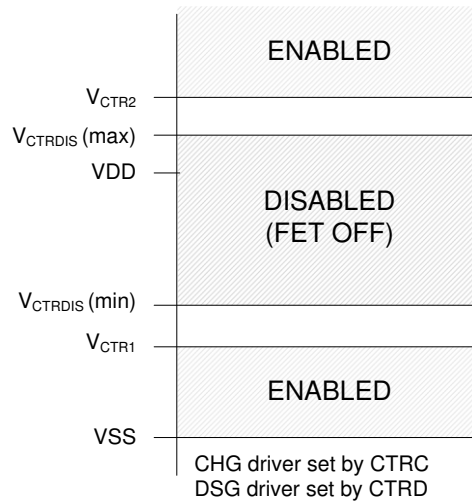 ENABLED
VCTR2
VCTRDIS (max)
VDD
DISABLED
(FET OFF)
VCTRDIS (min)
VCTR1
ENABLED
VSS
CHG driver set by CTRC
DSG driver set by CTRD